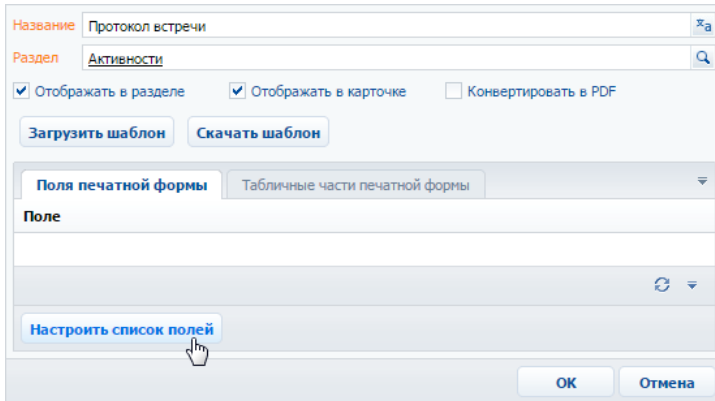 Название Протокол встречи
Раздел Активности
Отображать в разделе Отображать в карточке Конвертировать в PDF
Загрузить шаблон Скачать шаблон
Поля печатной формы Табличные части печатной формы
Поле
Настроить список полей
ОК Отмена